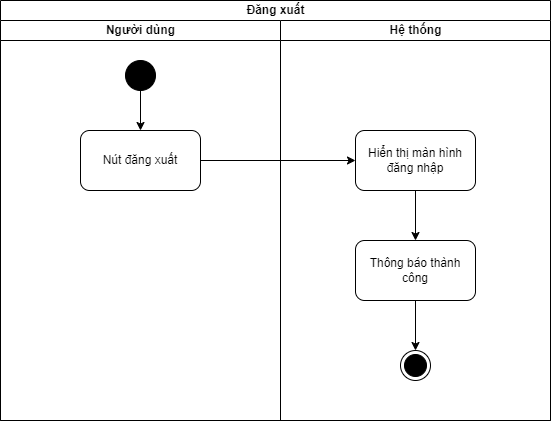 Đăng xuất
Người dùng
Hệ thống
Nút đăng xuất
Hiển thị màn hình
đăng nhập
Thông báo thành
công